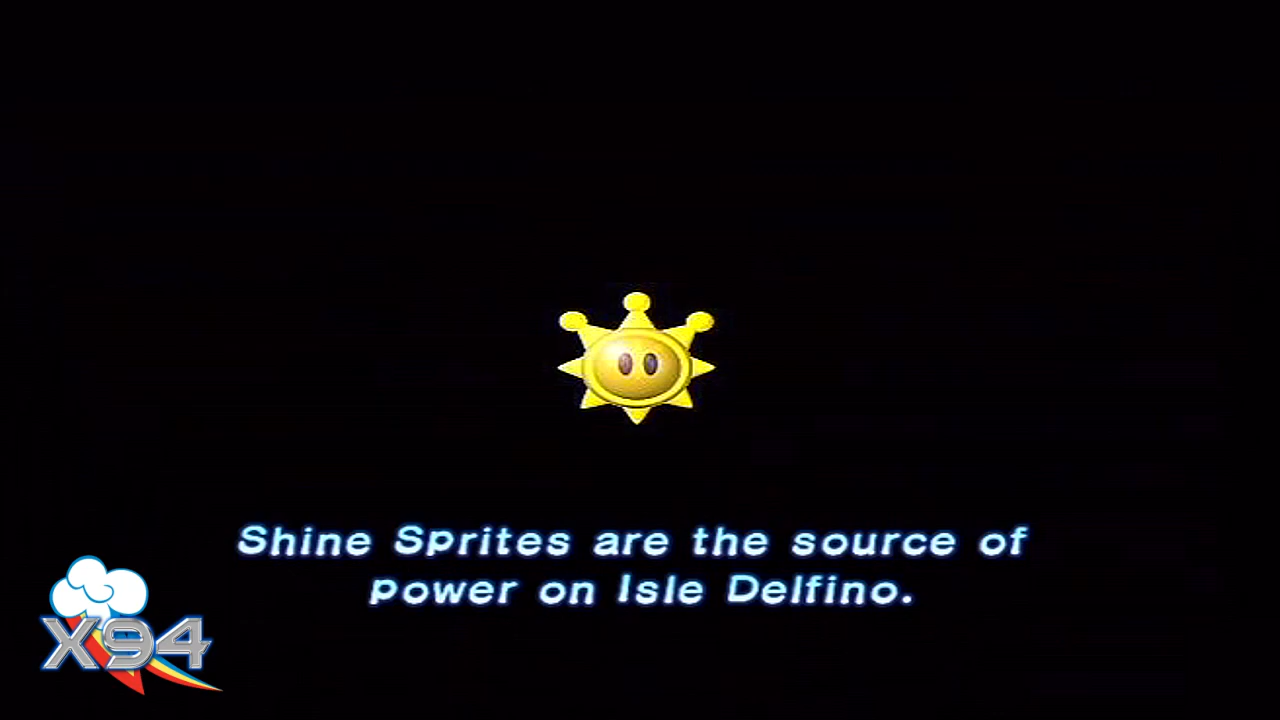 Shine Sprites are the source of
power on Isle Delfino.
X94